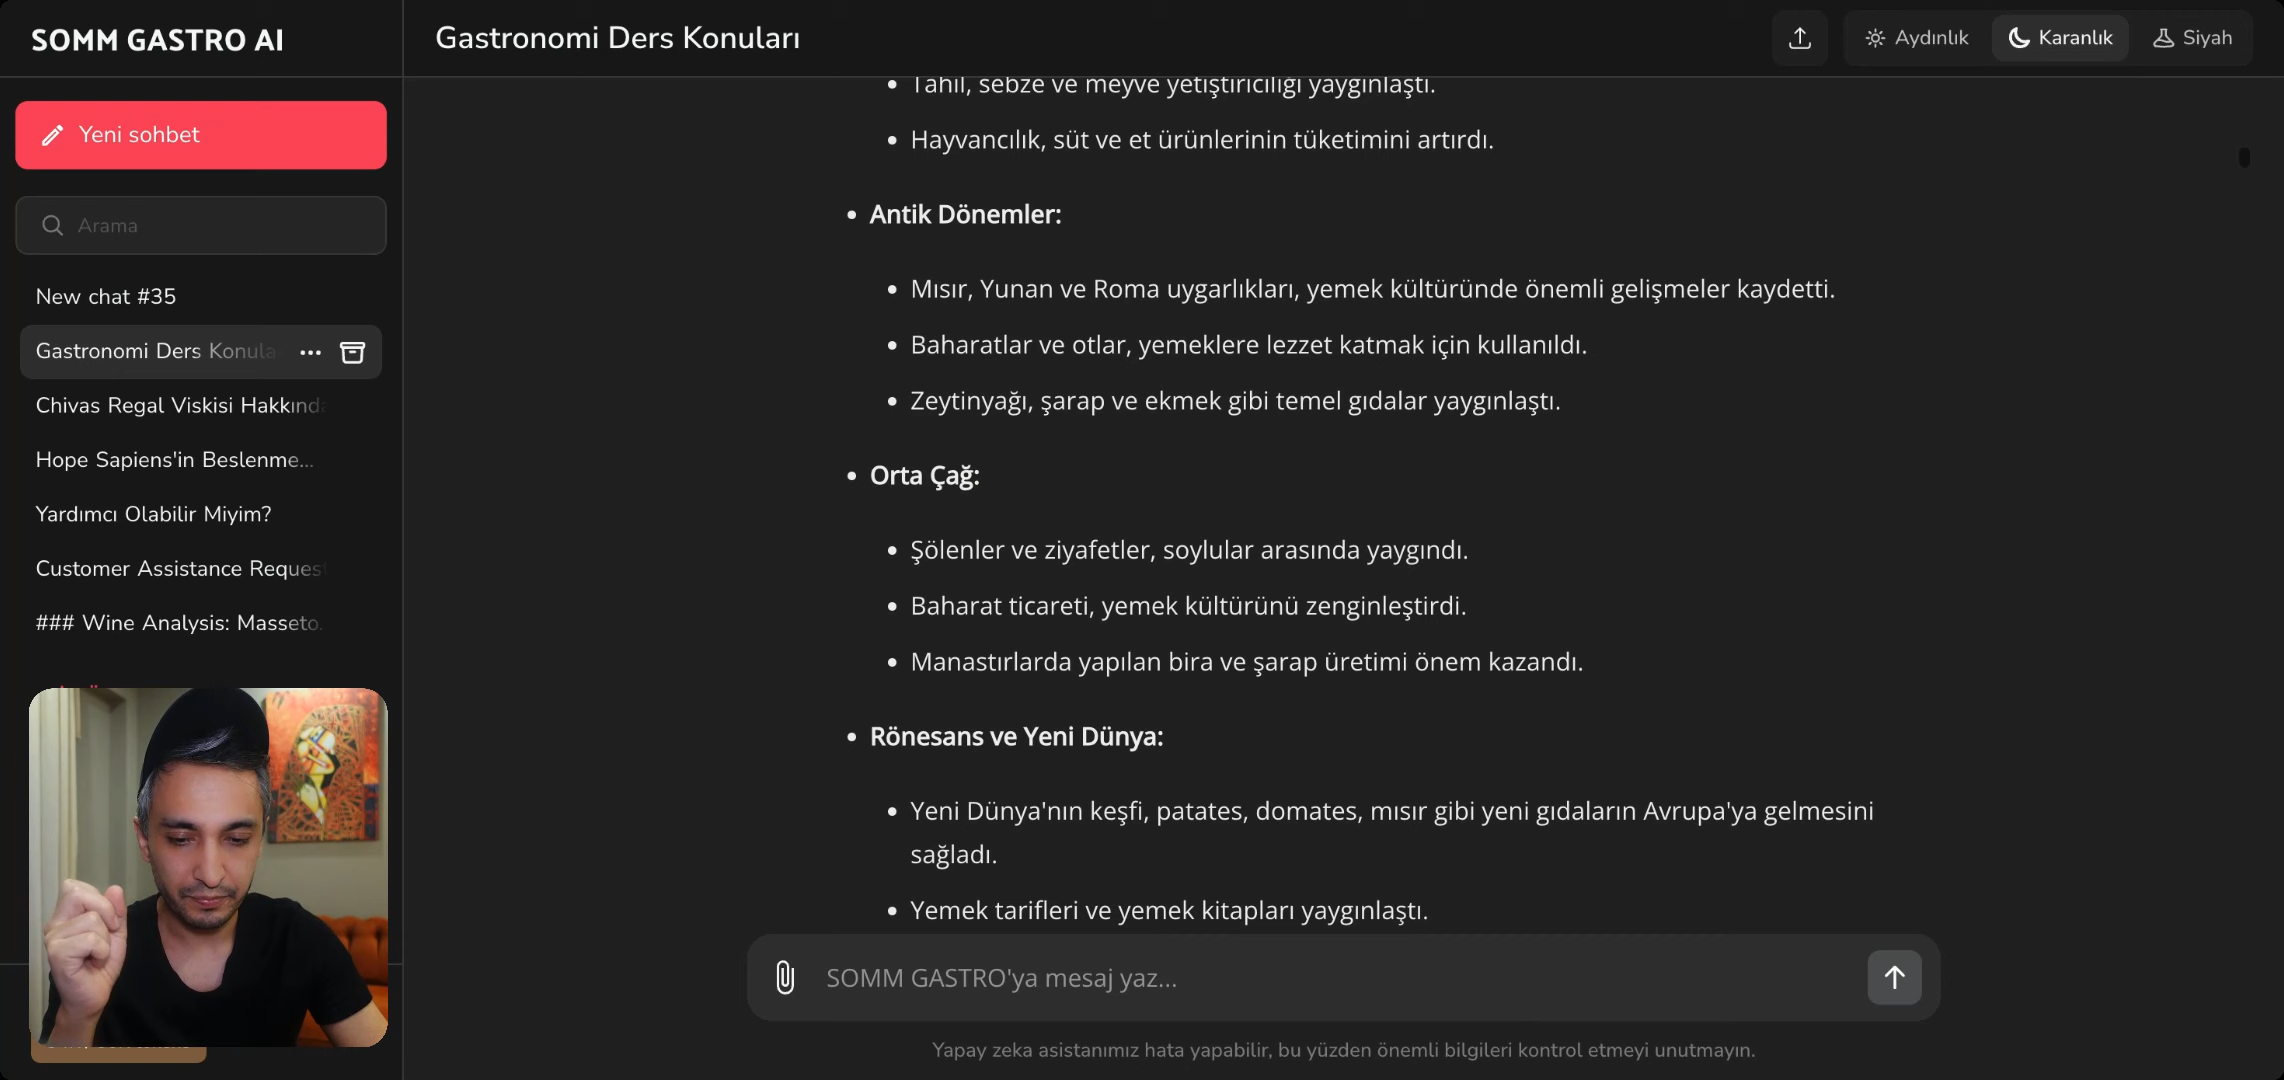 SOMM GASTRO AI
Gastronomi Ders Konuları
Aydınlık
Karanlık
Siyah
Yeni sohbet
Arama
New chat #35
Gastronomi Ders Konula
Chivas Regal Viskisi Hakkında
Hope Sapiens'in Beslenme...
Yardımcı Olabilir Miyim?
Customer Assistance Request
### Wine Analysis: Masseto.
Tahıl, sebze ve meyve yetiştiriciliği yaygınlaştı.
Hayvancılık, süt ve et ürünlerinin tüketimini artırdı.
Antik Dönemler:
Mısır, Yunan ve Roma uygarlıkları, yemek kültüründe önemli gelişmeler kaydetti.
Baharatlar ve otlar, yemeklere lezzet katmak için kullanıldı.
Zeytinyağı, şarap ve ekmek gibi temel gıdalar yaygınlaştı.
Orta Çağ:
Şölenler ve ziyafetler, soylular arasında yaygındı.
Baharat ticareti, yemek kültürünü zenginleştirdi.
Manastırlarda yapılan bira ve şarap üretimi önem kazandı.
Rönesans ve Yeni Dünya:
Yeni Dünya'nın keşfi, patates, domates, mısır gibi yeni gıdaların Avrupa'ya gelmesini
sağladı.
Yemek tarifleri ve yemek kitapları yaygınlaştı.
SOMM GASTRO'ya mesaj yaz...
Yapay zeka asistanımız hata yapabilir, bu yüzden önemli bilgileri kontrol etmeyi unutmayın.